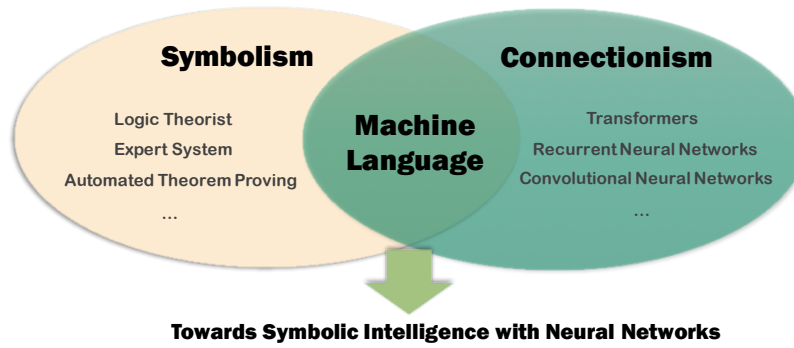 Symbolism
Logic Theorist
Expert System
Automated Theorem Proving
...
Machine
Language
Connectionism
Transformers
Recurrent Neural Networks
Convolutional Neural Networks
...
Towards Symbolic Intelligence with Neural Networks